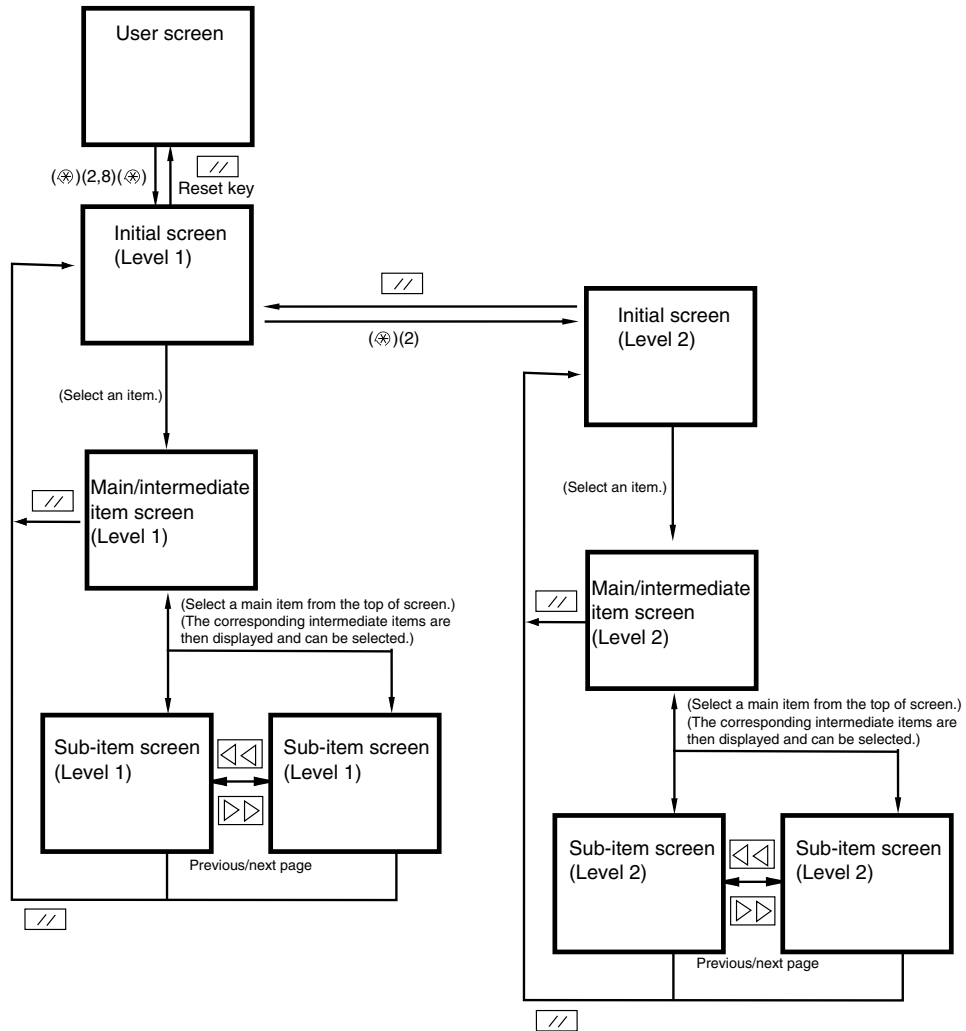 User screen
(✱)(2,8)(✱)
//
Reset key
Initial screen
(Level 1)
//
(✱)(2)
Initial screen
(Level 2)
(Select an item.)
(Select an item.)
//
Main/intermediate
item screen
(Level 1)
//
Main/intermediate
item screen
(Level 2)
(Select a main item from the top of screen.)
(The corresponding intermediate items are
then displayed and can be selected.)
(Select a main item from the top of screen.)
(The corresponding intermediate items are
then displayed and can be selected.)
Sub-item screen
(Level 1)
Sub-item screen
(Level 1)
Previous/next page
//
Sub-item screen
(Level 2)
Sub-item screen
(Level 2)
Previous/next page
//